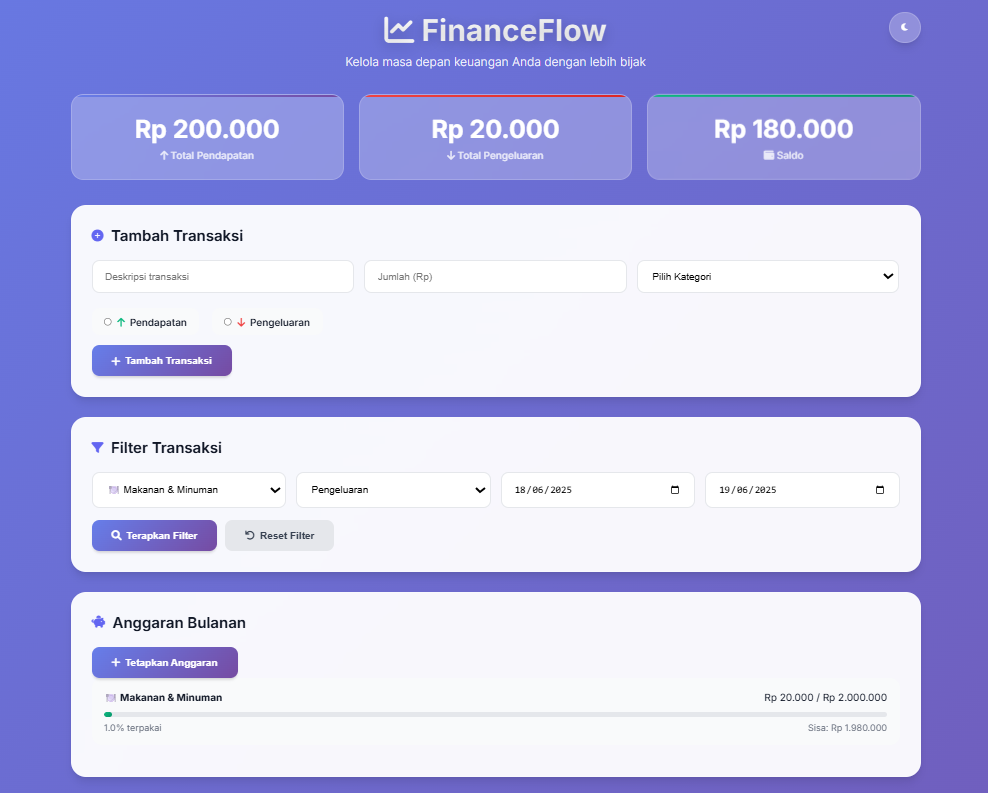 FinanceFlow
Kelola masa depan keuangan Anda dengan lebih bijak
Rp 200.000
Total Pendapatan
Rp 20.000
Total Pengeluaran
Rp 180.000
Saldo
Tambah Transaksi
Deskripsi transaksi
Jumlah (Rp)
Pilih Kategori
Pendapatan
Pengeluaran
Tambah Transaksi
Filter Transaksi
Makanan & Minuman
Pengeluaran
18/06/2025
19/06/2025
Terapkan Filter
Reset Filter
Anggaran Bulanan
Tetapkan Anggaran
Makanan & Minuman
Rp 20.000 / Rp 2.000.000
1.0% terpakai
Sisa: Rp 1.980.000